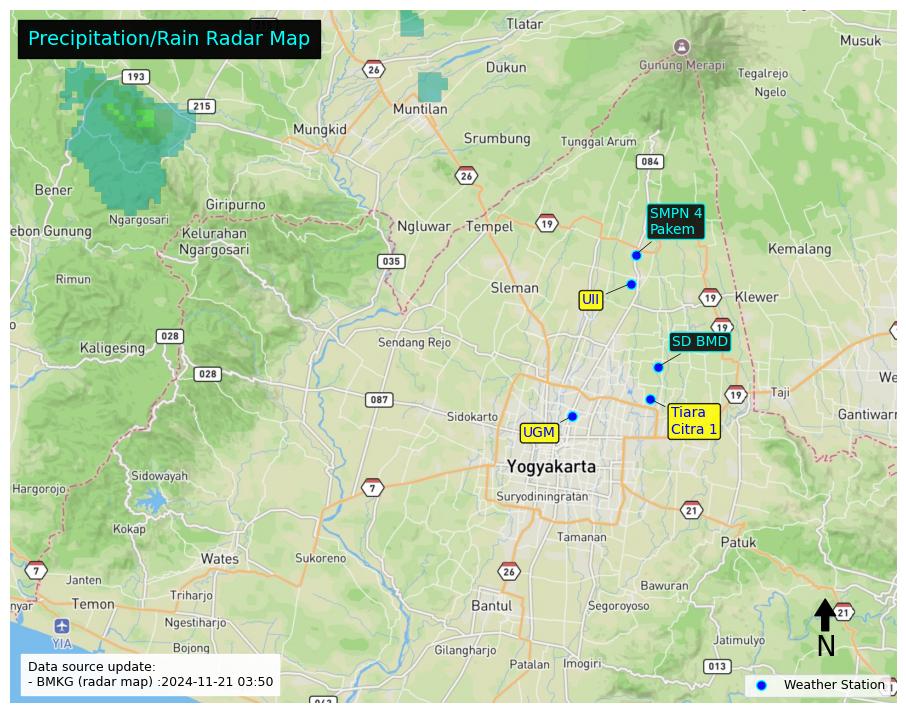 Precipitation/Rain Radar Map
Tlatar
Musuk
26
Dukun
Gunung Merapi
Tegalrejo
Ngelo
193
215
Muntilan
Mungkid
Srumbung
Tunggal Arum
084
26
Bener
Ngargosari
Giripurno
SMPN 4
Pakem
ebon Gunung
Kelurahan
Ngargosari
Ngluwar
Tempel
19
Kemalang
035
Rimun
Sleman
UII
19
Klewer
19
028
Kaligesing
Sendang Rejo
SD BMD
028
087
We
19
Taji
Sidokarto
Tiara
Citra 1
Gantiwarn
UGM
Yogyakarta
Sidowayah
Hargorojo
7
Suryodiningratan
21
Kokap
Tamanan
Patuk
Wates
Sukoreno
7
26
Janten
Bawuran
nyar
Temon
Triharjo
Bantul
Segoroyoso
21
Ngestiharjo
YIA
Jatimulyo
N
Bojong
Gilangharjo
Patalan
Imogiri
013
Data source update:
- BMKG (radar map) :2024-11-21 03:50
Weather Station